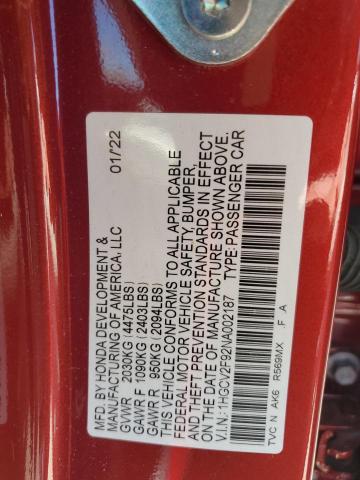 MFD. BY HONDA DEVELOPMENT &
MANUFACTURING OF AMERICA, LLC 01/22
GVWR 2030KG (4475LBS)
GAWR F 1090KG (2403LBS)
GAWR R 950KG (2094LBS)
THIS VEHICLE CONFORMS TO ALL APPLICABLE
FEDERAL MOTOR VEHICLE SAFETY, BUMPER,
AND THEFT PREVENTION STANDARDS IN EFFECT
ON THE DATE OF MANUFACTURE SHOWN ABOVE.
V.I.N.: 1HGCV2F92NA002187 TYPE: PASSENGER CAR
TVC N AK6 R569MX .F .A